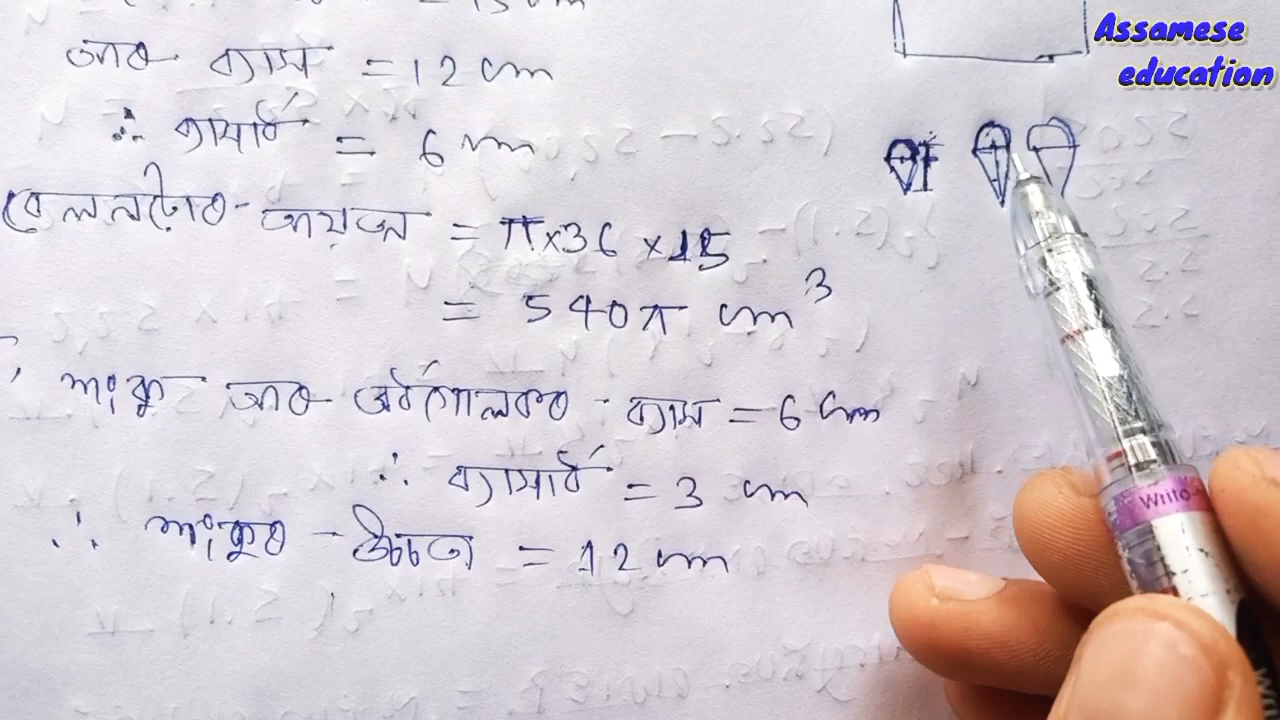 = 15cm
আৰু ব্যাস = 12 cm
∴ ব্যাসাৰ্ধ = 6 cm
বেলনটোৰ আয়তন = π×36 ×15
= 540π cm³
∴ শংকু আৰু অৰ্ধগোলকৰ ব্যাস = 6 cm
∴ ব্যাসাৰ্ধ = 3 cm
∴ শংকুৰ উচ্চতা = 12 cm
Assamese
education